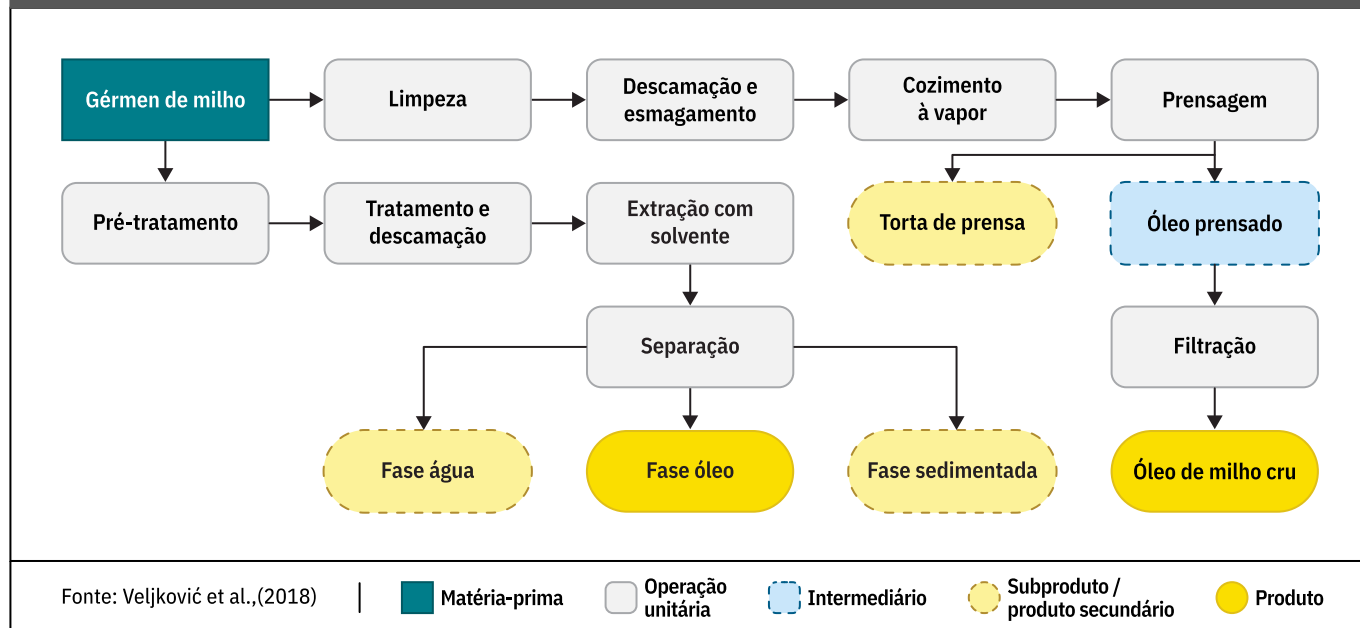 Gérmen de milho
Limpeza
Descamação e
esmagamento
Cozimento
à vapor
Prensagem
Pré-tratamento
Tratamento e
descamação
Extração com
solvente
Torta de prensa
Óleo prensado
Separação
Filtração
Fase água
Fase óleo
Fase sedimentada
Óleo de milho cru
Fonte: Veljković et al.,(2018)
Matéria-prima
Operação
unitária
Intermediário
Subproduto /
produto secundário
Produto